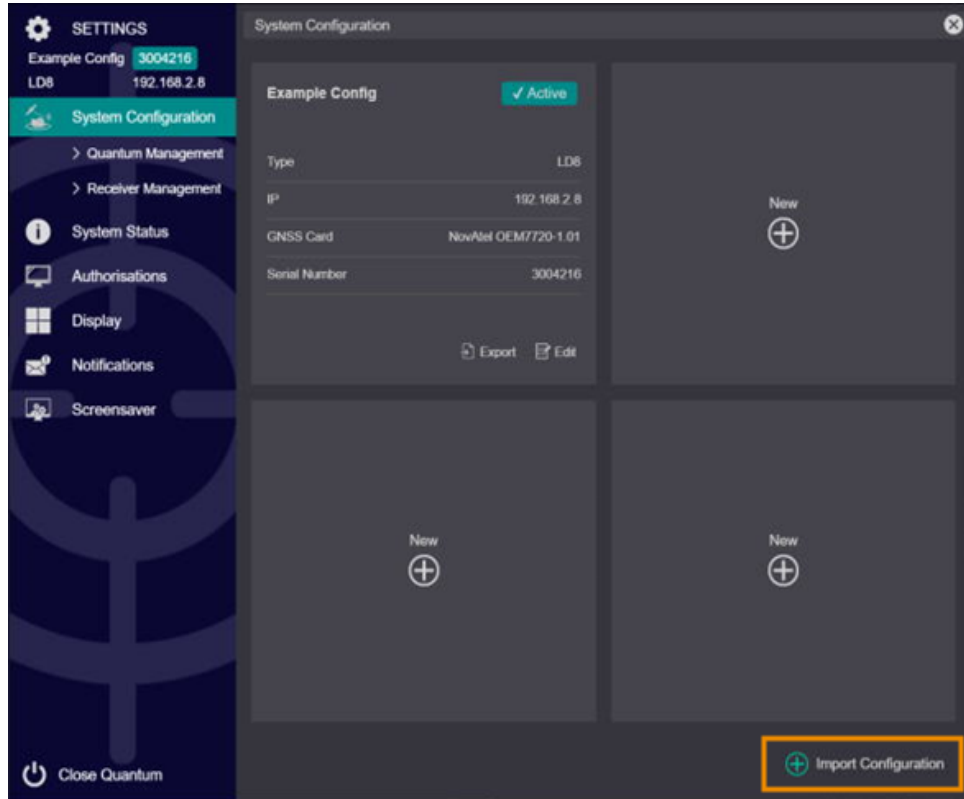 SETTINGS
Example Config 3004216
LD8 192.168.2.8
System Configuration
> Quantum Management
> Receiver Management
System Status
Authorisations
Display
Notifications
Screensaver
Close Quantum
System Configuration
Example Config ✓ Active
Type LD8
IP 192.168.2.8
GNSS Card NovAtel OEM7720-1.01
Serial Number 3004216
Export Edit
New
New
New
Import Configuration